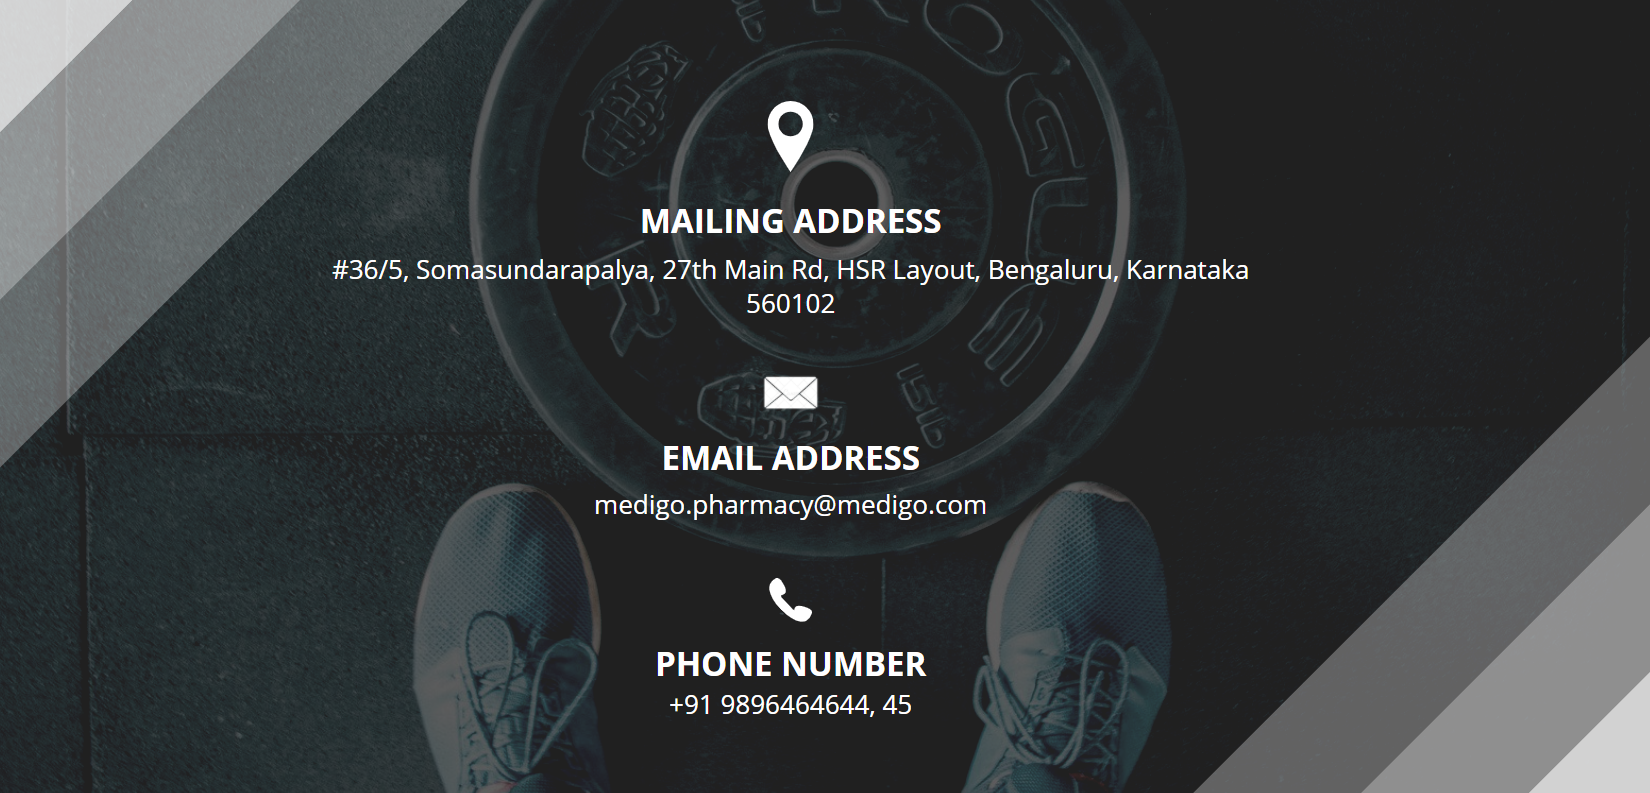 ROGUE
MAILING ADDRESS
#36/5, Somasundarapalya, 27th Main Rd, HSR Layout, Bengaluru, Karnataka
560102
EMAIL ADDRESS
medigo.pharmacy@medigo.com
PHONE NUMBER
+91 9896464644, 45